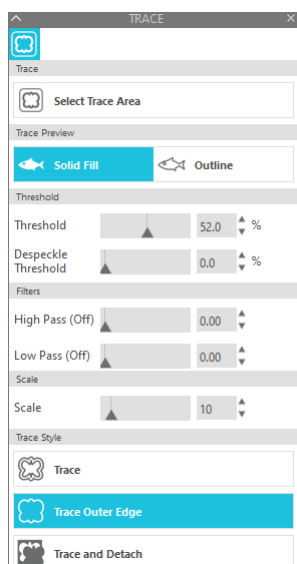 TRACE
Trace
Select Trace Area
Trace Preview
Solid Fill Outline
Threshold
Threshold 52.0 %
Despeckle
Threshold 0.0 %
Filters
High Pass (Off) 0.00
Low Pass (Off) 0.00
Scale
Scale 10
Trace Style
Trace
Trace Outer Edge
Trace and Detach